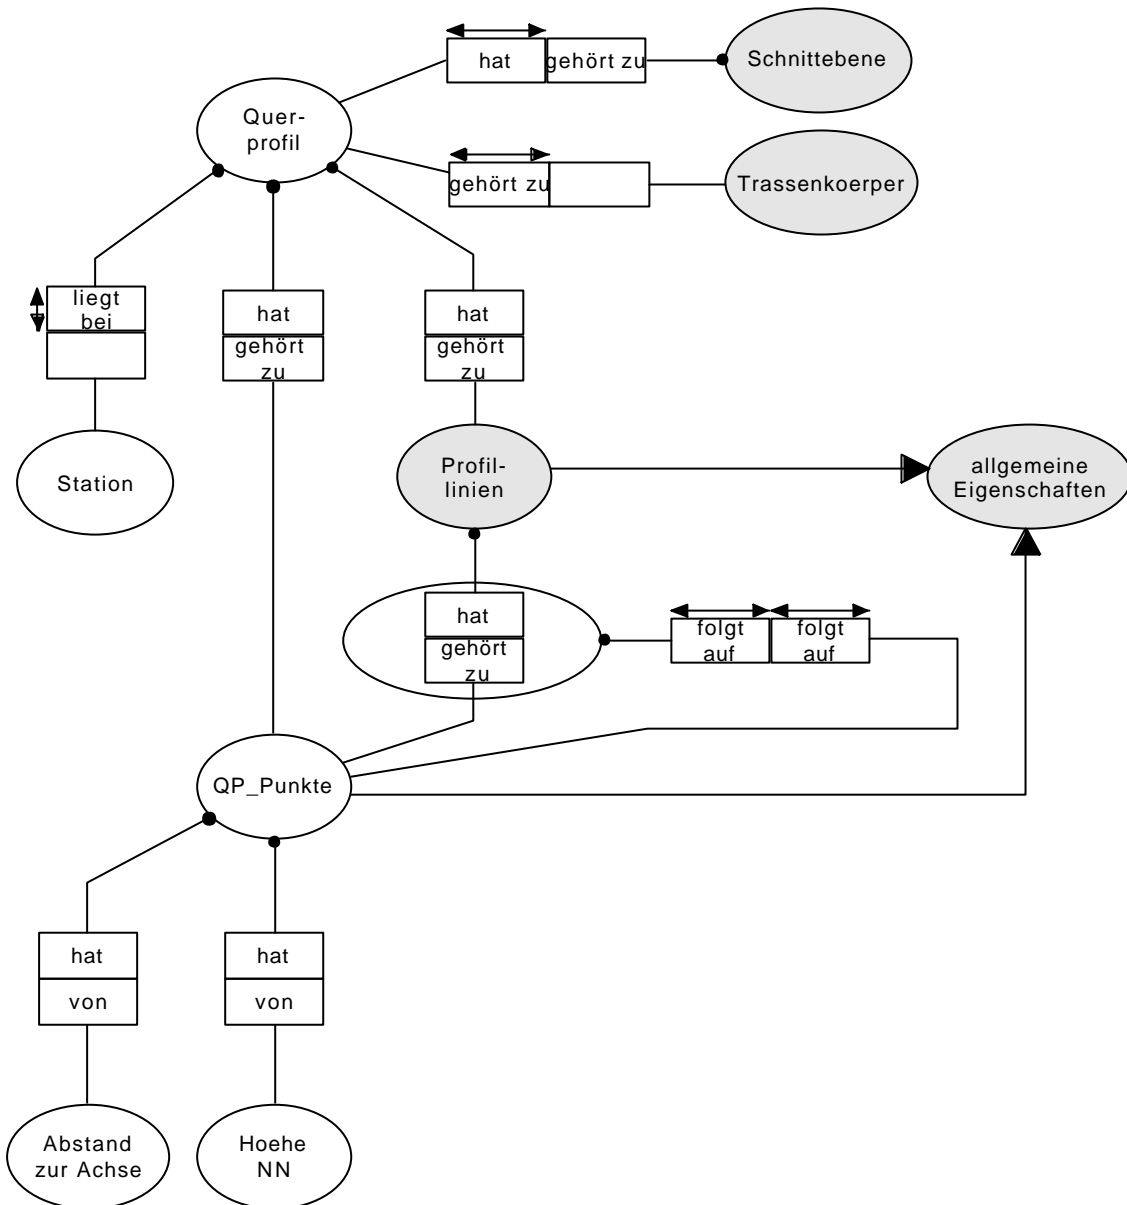 hat
gehört zu
Schnittebene
Quer-
profil
gehört zu
Trassenkoerper
liegt
bei
hat
gehört
zu
hat
gehört
zu
Station
Profil-
linien
allgemeine
Eigenschaften
hat
gehört
zu
folgt
auf
folgt
auf
QP_Punkte
hat
von
hat
von
Abstand
zur Achse
Hoehe
NN